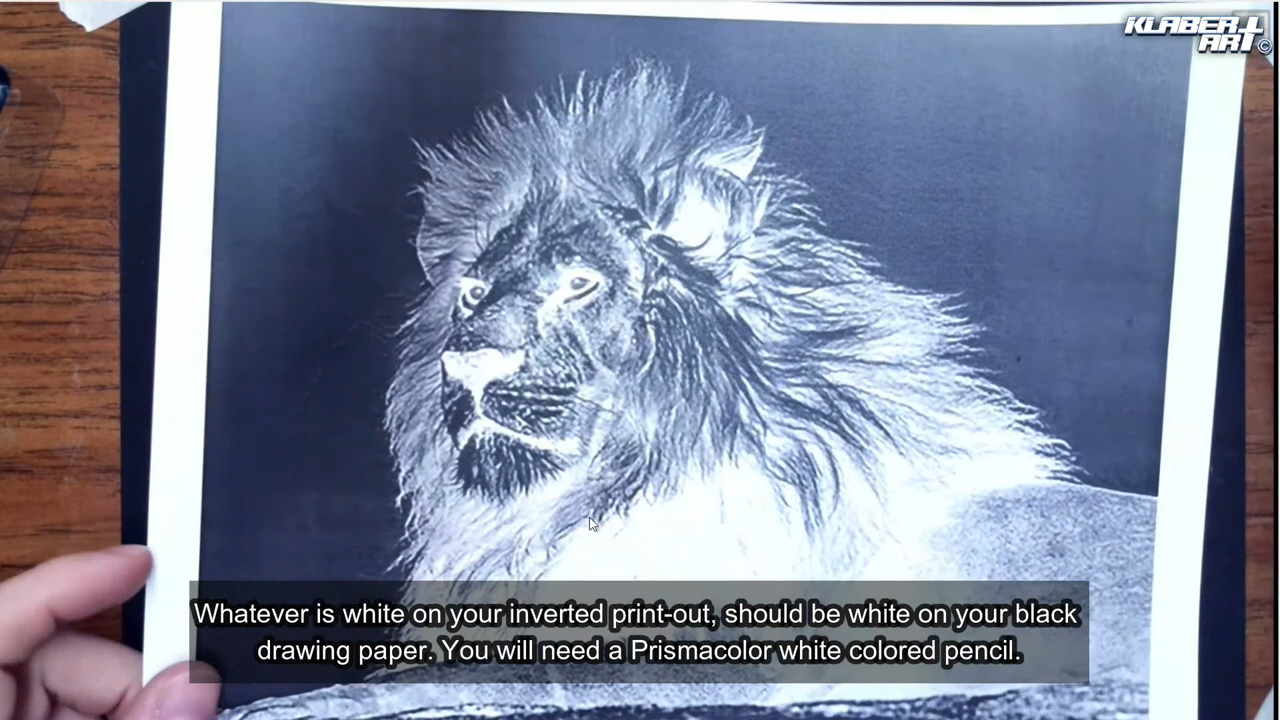 KLABER ART ©
Whatever is white on your inverted print-out, should be white on your black
drawing paper. You will need a Prismacolor white colored pencil.